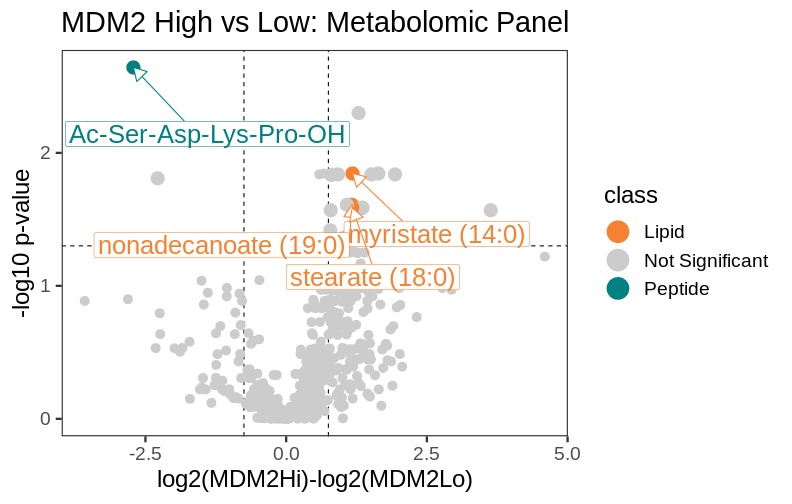 MDM2 High vs Low: Metabolomic Panel
Ac-Ser-Asp-Lys-Pro-OH
myristate (14:0)
nonadecanoate (19:0)
stearate (18:0)
-log10 p-value
2
1
0
-2.5
0.0
2.5
5.0
log2(MDM2Hi)-log2(MDM2Lo)
class
Lipid
Not Significant
Peptide